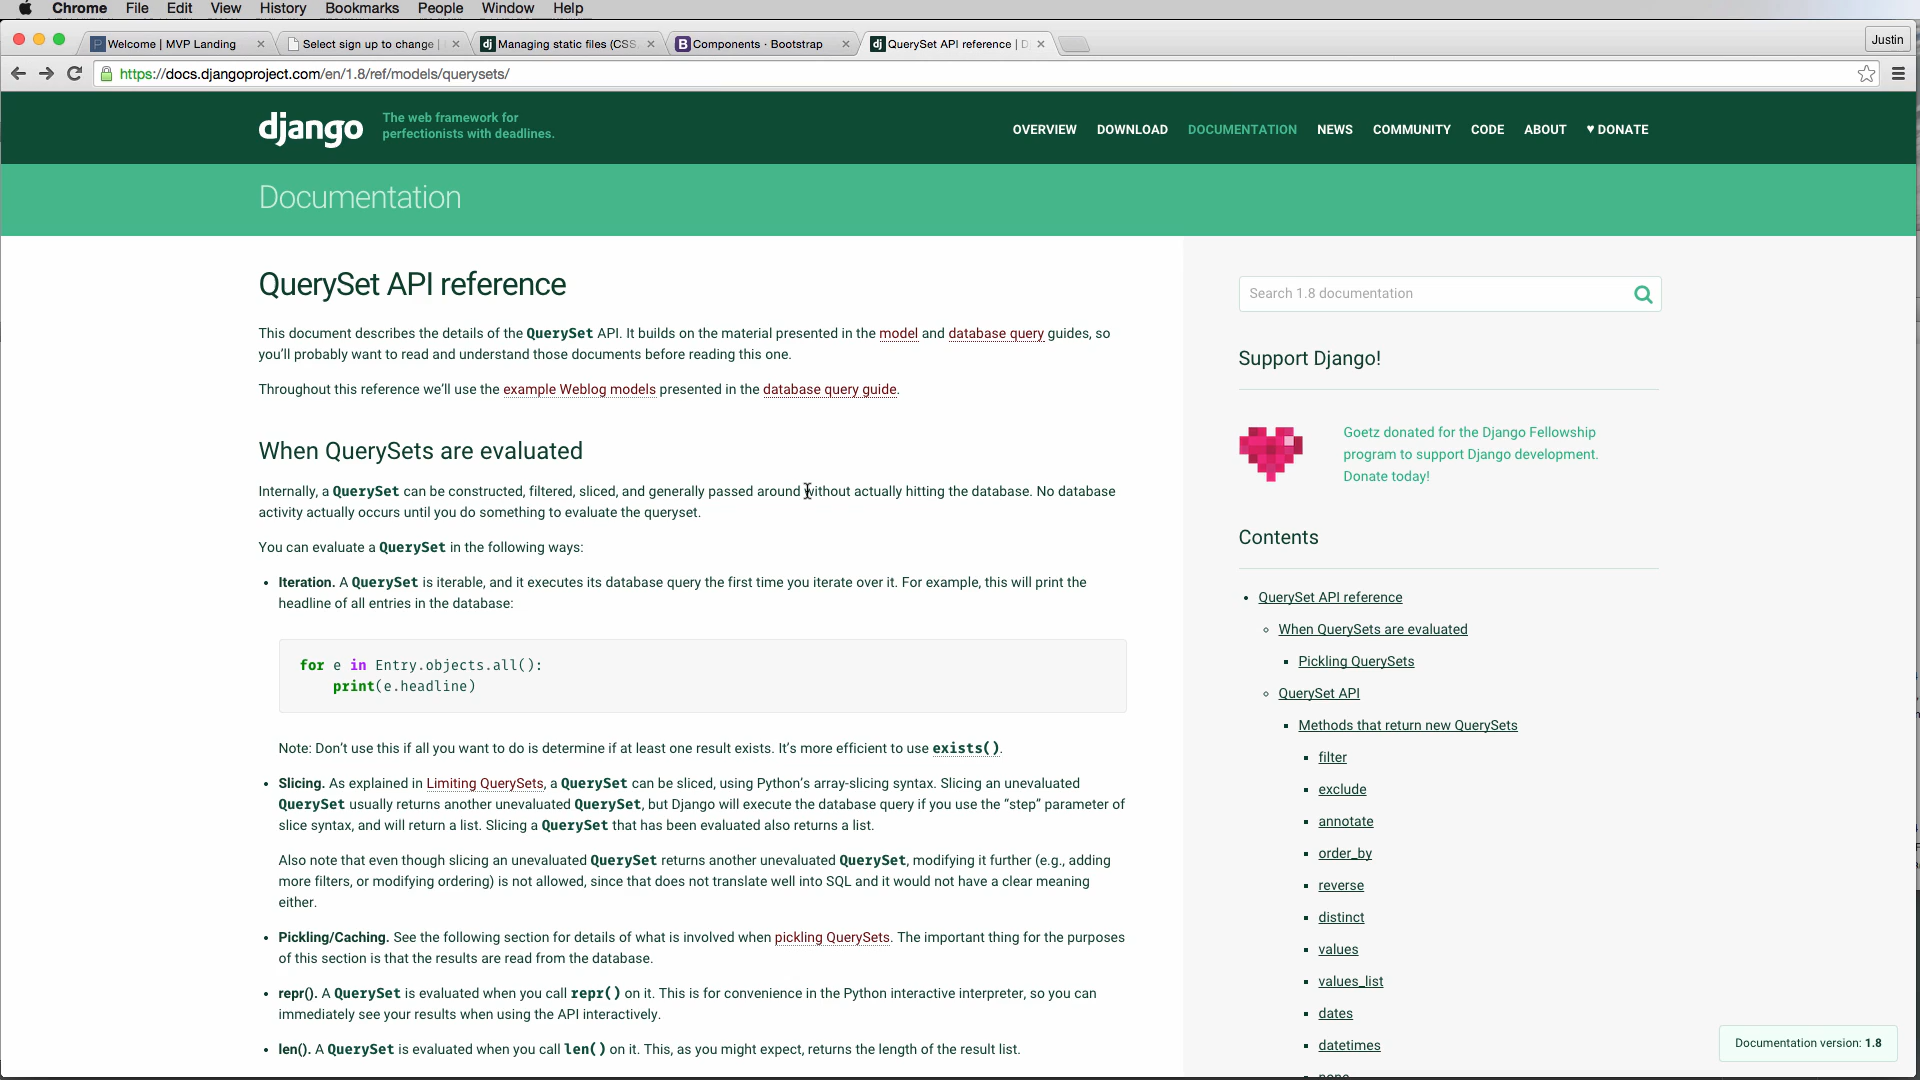 Chrome File Edit View History Bookmarks People Window Help
Welcome | MVP Landing
Select sign up to change |
Managing static files (CSS
Components · Bootstrap
QuerySet API reference | D
Justin
https://docs.djangoproject.com/en/1.8/ref/models/querysets/
django
The web framework for
perfectionists with deadlines.
OVERVIEW DOWNLOAD DOCUMENTATION NEWS COMMUNITY CODE ABOUT ♥ DONATE
Documentation
QuerySet API reference
This document describes the details of the QuerySet API. It builds on the material presented in the model and database query guides, so
you’ll probably want to read and understand those documents before reading this one.
Throughout this reference we’ll use the example Weblog models presented in the database query guide.
When QuerySets are evaluated
Internally, a QuerySet can be constructed, filtered, sliced, and generally passed around without actually hitting the database. No database
activity actually occurs until you do something to evaluate the queryset.
You can evaluate a QuerySet in the following ways:
• Iteration. A QuerySet is iterable, and it executes its database query the first time you iterate over it. For example, this will print the
headline of all entries in the database:
for e in Entry.objects.all():
print(e.headline)
Note: Don’t use this if all you want to do is determine if at least one result exists. It’s more efficient to use exists().
• Slicing. As explained in Limiting QuerySets, a QuerySet can be sliced, using Python’s array-slicing syntax. Slicing an unevaluated
QuerySet usually returns another unevaluated QuerySet, but Django will execute the database query if you use the “step” parameter of
slice syntax, and will return a list. Slicing a QuerySet that has been evaluated also returns a list.
Also note that even though slicing an unevaluated QuerySet returns another unevaluated QuerySet, modifying it further (e.g., adding
more filters, or modifying ordering) is not allowed, since that does not translate well into SQL and it would not have a clear meaning
either.
• Pickling/Caching. See the following section for details of what is involved when pickling QuerySets. The important thing for the purposes
of this section is that the results are read from the database.
• repr(). A QuerySet is evaluated when you call repr() on it. This is for convenience in the Python interactive interpreter, so you can
immediately see your results when using the API interactively.
• len(). A QuerySet is evaluated when you call len() on it. This, as you might expect, returns the length of the result list.
Search 1.8 documentation
Support Django!
Goetz donated for the Django Fellowship
program to support Django development.
Donate today!
Contents
QuerySet API reference
When QuerySets are evaluated
Pickling QuerySets
QuerySet API
Methods that return new QuerySets
filter
exclude
annotate
order_by
reverse
distinct
values
values_list
dates
datetimes
Documentation version: 1.8